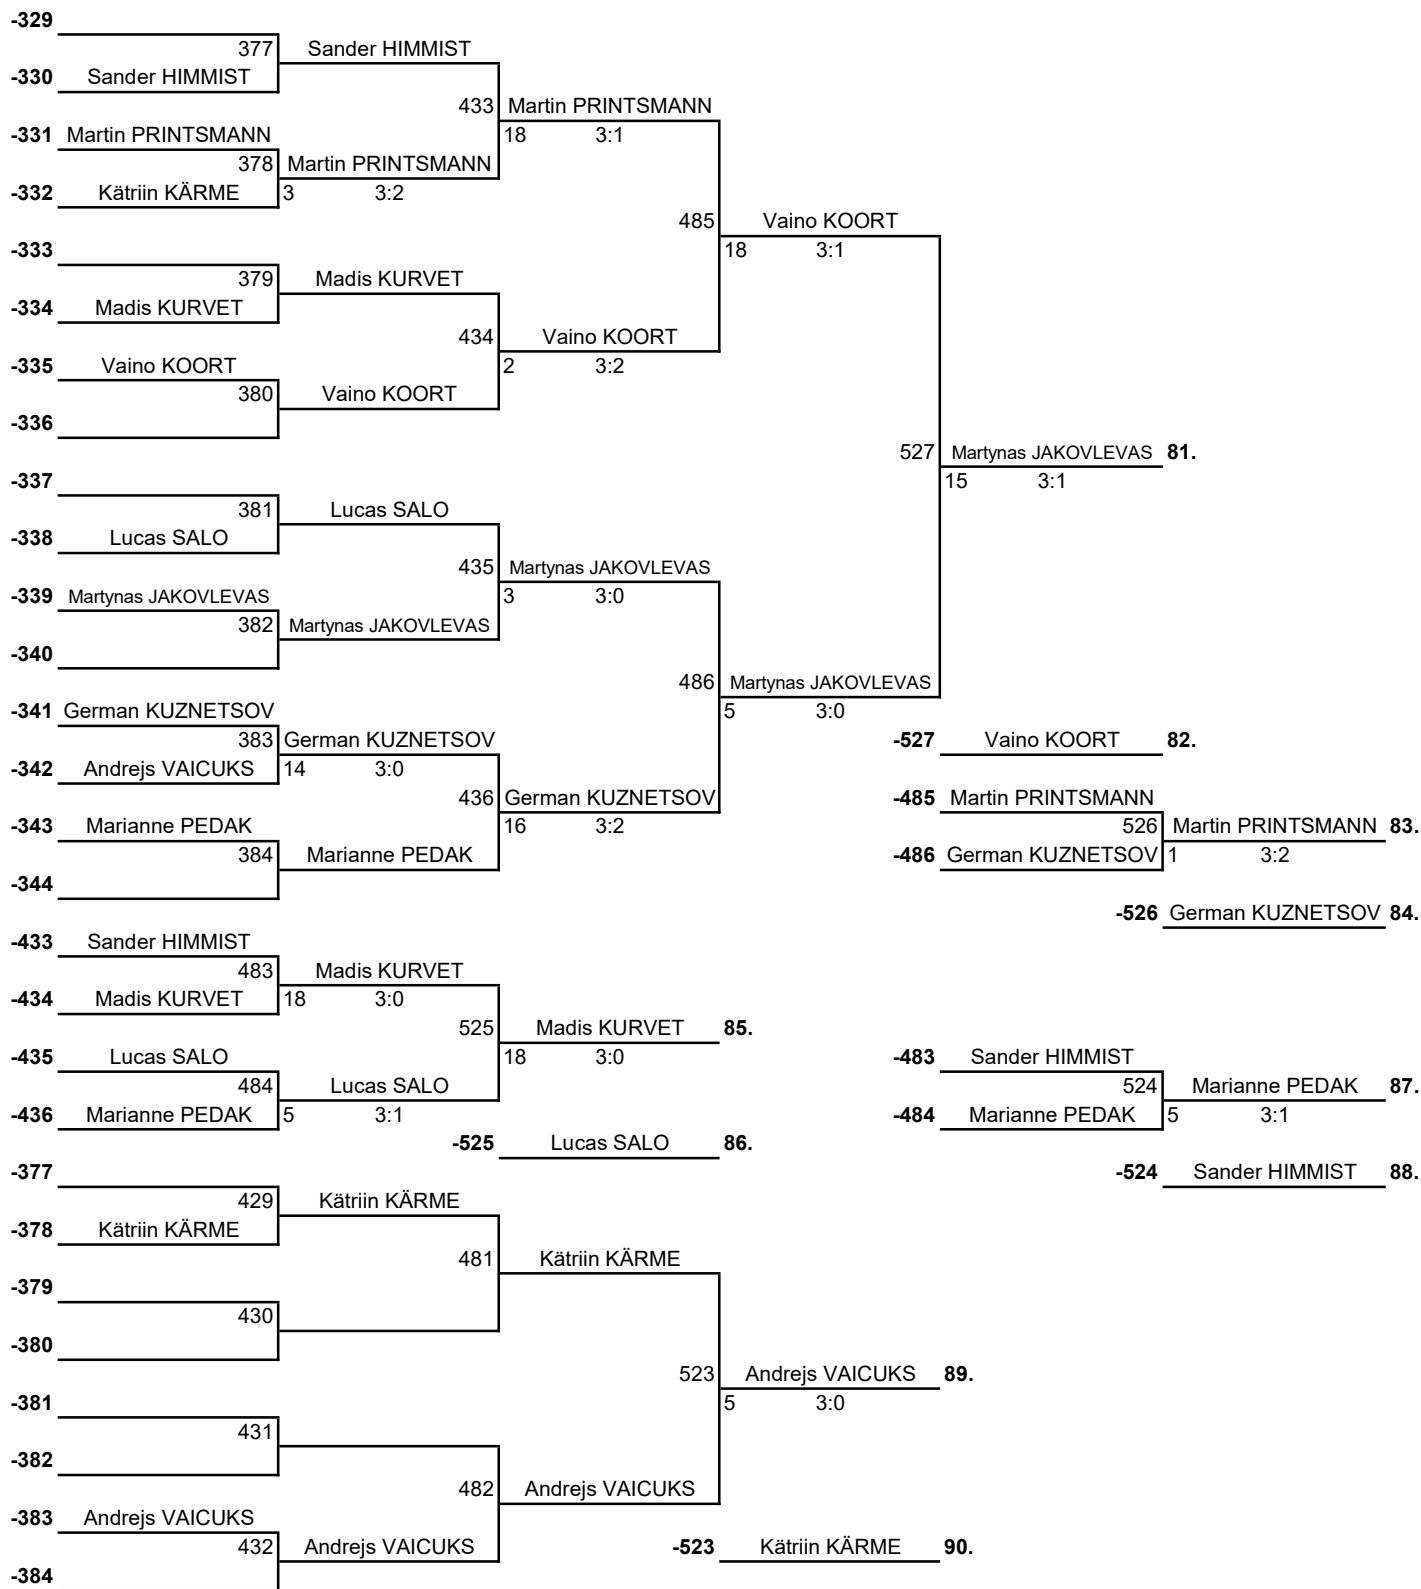 -329
377 Sander HIMMIST
-330 Sander HIMMIST
433 Martin PRINTSMANN
-331 Martin PRINTSMANN 18 3:1
378 Martin PRINTSMANN
-332 Kätriin KÄRME 3 3:2
485 Vaino KOORT
-333 18 3:1
379 Madis KURVET
-334 Madis KURVET
434 Vaino KOORT
-335 Vaino KOORT 2 3:2
380 Vaino KOORT
-336
527 Martynas JAKOVLEVAS 81.
-337 15 3:1
381 Lucas SALO
-338 Lucas SALO
435 Martynas JAKOVLEVAS
-339 Martynas JAKOVLEVAS 3 3:0
382 Martynas JAKOVLEVAS
-340
486 Martynas JAKOVLEVAS
-341 German KUZNETSOV 5 3:0
383 German KUZNETSOV -527 Vaino KOORT 82.
-342 Andrejs VAICUKS 14 3:0
436 German KUZNETSOV -485 Martin PRINTSMANN
-343 Marianne PEDAK 16 3:2 526 Martin PRINTSMANN 83.
384 Marianne PEDAK -486 German KUZNETSOV 1 3:2
-344
-526 German KUZNETSOV 84.
-433 Sander HIMMIST
483 Madis KURVET
-434 Madis KURVET 18 3:0
525 Madis KURVET 85.
-435 Lucas SALO 18 3:0 -483 Sander HIMMIST
484 Lucas SALO 524 Marianne PEDAK 87.
-436 Marianne PEDAK 5 3:1 -484 Marianne PEDAK 5 3:1
-525 Lucas SALO 86.
-377 -524 Sander HIMMIST 88.
429 Kätriin KÄRME
-378 Kätriin KÄRME
481 Kätriin KÄRME
-379
430
-380
523 Andrejs VAICUKS 89.
-381 5 3:0
431
-382
482 Andrejs VAICUKS
-383 Andrejs VAICUKS
432 Andrejs VAICUKS -523 Kätriin KÄRME 90.
-384